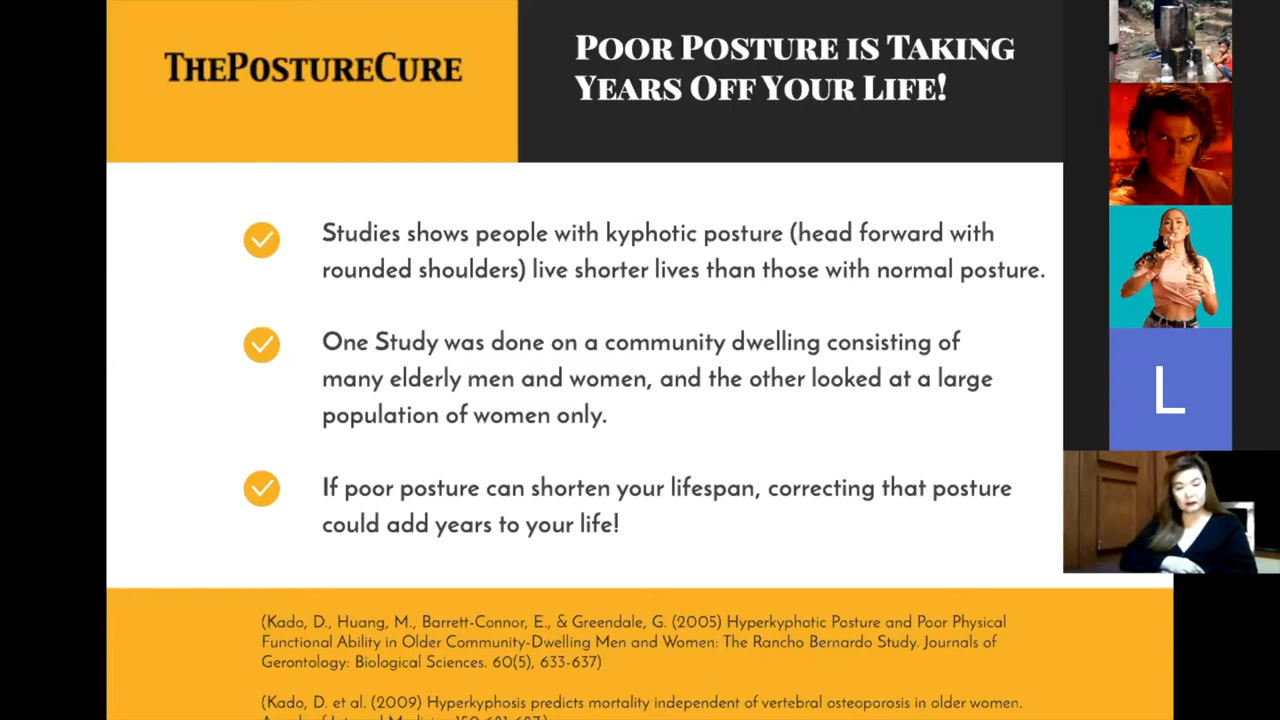 THEPOSTURECURE
POOR POSTURE IS TAKING
YEARS OFF YOUR LIFE!
Studies shows people with kyphotic posture (head forward with
rounded shoulders) live shorter lives than those with normal posture.
One Study was done on a community dwelling consisting of
many elderly men and women, and the other looked at a large
population of women only.
If poor posture can shorten your lifespan, correcting that posture
could add years to your life!
(Kado, D., Huang, M., Barrett-Connor, E., & Greendale, G. (2005) Hyperkyphotic Posture and Poor Physical
Functional Ability in Older Community-Dwelling Men and Women: The Rancho Bernardo Study. Journals of
Gerontology: Biological Sciences. 60(5), 633-637)
(Kado, D. et al. (2009) Hyperkyphosis predicts mortality independent of vertebral osteoporosis in older women.
L